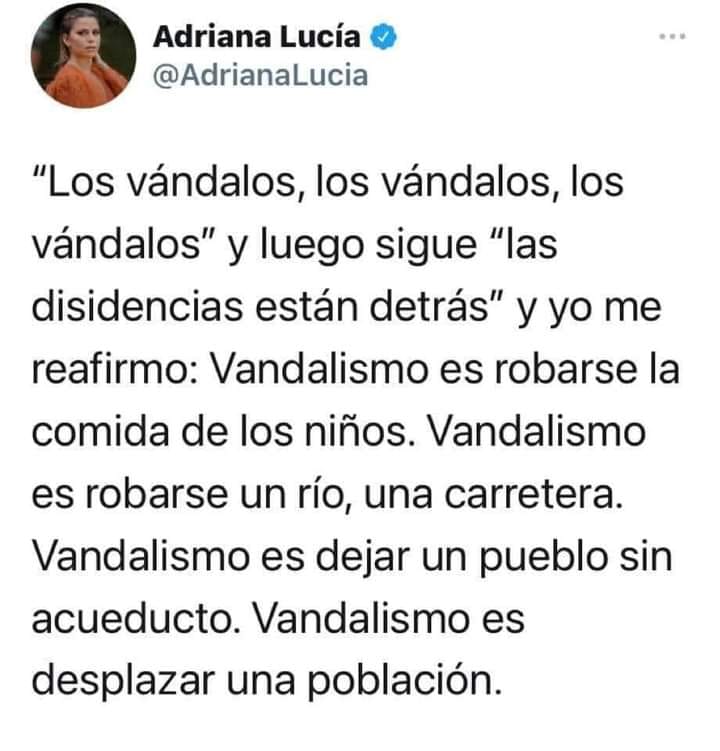 Adriana Lucía
@AdrianaLucia
"Los vándalos, los vándalos, los
vándalos" y luego sigue "las
disidencias están detrás" y yo me
reafirmo: Vandalismo es robarse la
comida de los niños. Vandalismo
es robarse un río, una carretera.
Vandalismo es dejar un pueblo sin
acueducto. Vandalismo es
desplazar una población.